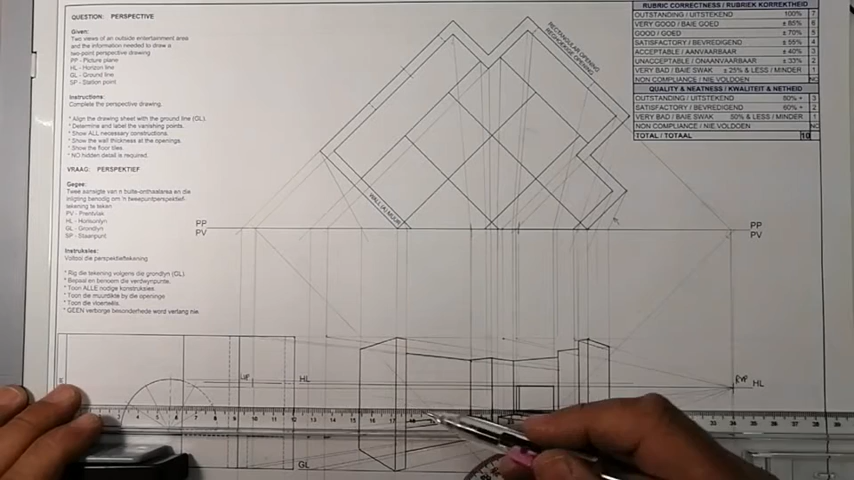 QUESTION: PERSPECTIVE
Given:
Two views of an outside entertainment area
and the information needed to draw a
two-point perspective drawing
PP - Picture plane
HL - Horizon line
GL - Ground line
SP - Station point
Instructions:
Complete the perspective drawing.
* Align the drawing sheet with the ground line (GL).
* Determine and label the vanishing points.
* Show ALL necessary constructions.
* Show the wall thickness at the openings.
* Show the floor tiles.
* NO hidden detail is required.
VRAAG: PERSPEKTIEF
Gegee:
Twee aansigte van 'n buite-onthaalarea en die
inligting benodig om 'n tweepuntperspektief-
tekening te teken
PV - Prentvlak
HL - Horisonlyn
GL - Grondlyn
SP - Staanpunt
Instruksies:
Voltooi die perspektieftekening
* Rig die tekening volgens die grondlyn (GL).
* Bepaal en benoem die verdwynpunte.
* Toon ALLE nodige konstruksies.
* Toon die muurdikte by die openinge
* Toon die vloerteëls.
* GEEN verborge besonderhede word verlang nie.
RUBRIC CORRECTNESS / RUBRIEK KORREKTHEID
OUTSTANDING / UITSTEKEND 100% 7
VERY GOOD / BAIE GOED ± 85% 6
GOOD / GOED ± 70% 5
SATISFACTORY / BEVREDIGEND ± 55% 4
ACCEPTABLE / AANVAARBAAR ± 40% 3
UNACCEPTABLE / ONAANVAARBAAR ± 33% 2
VERY BAD / BAIE SWAK ± 25% & LESS / MINDER 1
NON COMPLIANCE / NIE VOLDOEN NC
QUALITY & NEATNESS / KWALITEIT & NETHEID
OUTSTANDING / UITSTEKEND 80% + 3
SATISFACTORY / BEVREDIGEND 60% + 2
VERY BAD / BAIE SWAK 50% & LESS / MINDER 1
NON COMPLIANCE / NIE VOLDOEN NC
TOTAL / TOTAAL 10
RECTANGULAR OPENING
REGHOEKIGE OPENING
WALL (A) MUUR
PP
PV
PP
PV
HL
RVP
HL
GL